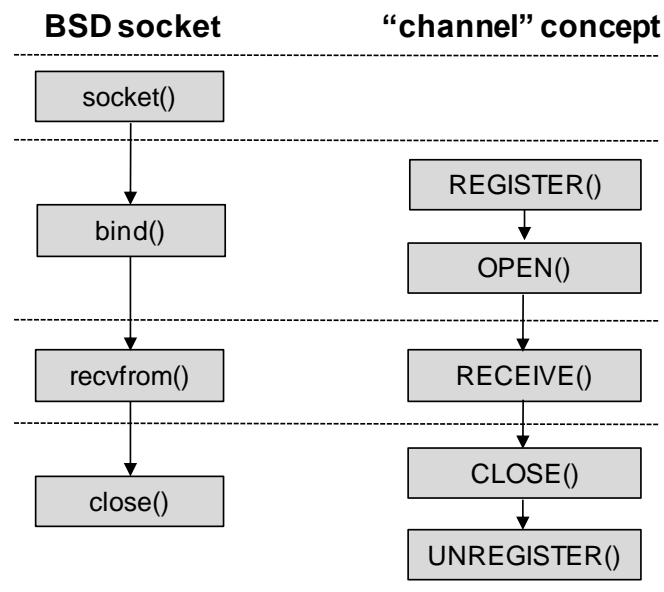 BSD socket
“channel” concept
socket()
bind()
REGISTER()
OPEN()
recvfrom()
RECEIVE()
close()
CLOSE()
UNREGISTER()